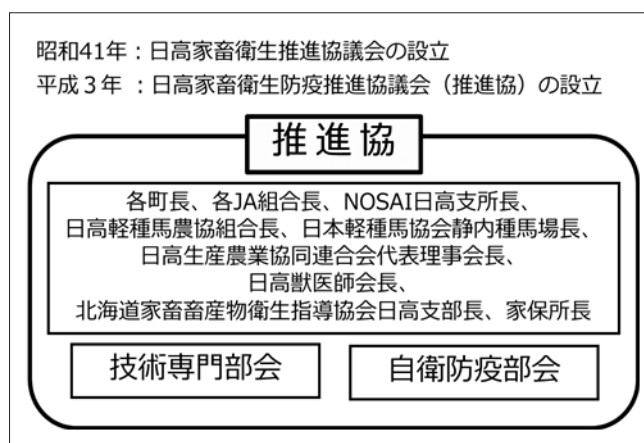 昭和41年：日高家畜衛生推進協議会の設立
平成３年：日高家畜衛生防疫推進協議会（推進協）の設立
推進協
各町長、各JA組合長、NOSAI日高支所長、
日高軽種馬農協組合長、日本軽種馬協会静内種馬場長、
日高生産農業協同連合会代表理事会長、
日高獣医師会長、
北海道家畜畜産物衛生指導協会日高支部長、家保所長
技術専門部会
自衛防疫部会